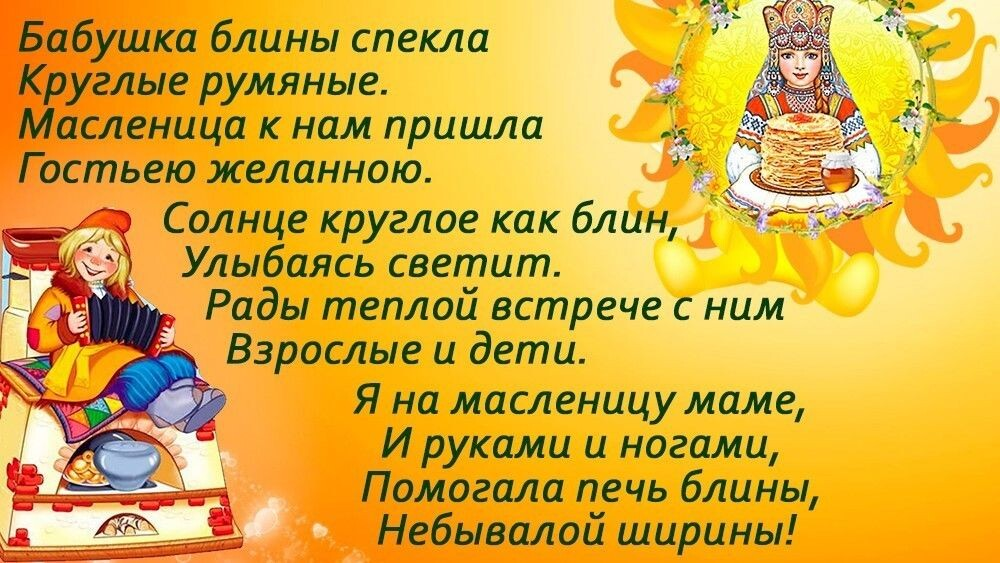 Бабушка блины спекла
Круглые румяные.
Масленица к нам пришла
Гостьею желанною.
Солнце круглое как блин,
Улыбаясь светит.
Рады теплой встрече с ним
Взрослые и дети.
Я на масленицу маме,
И руками и ногами,
Помогала печь блины,
Небывалой ширины!